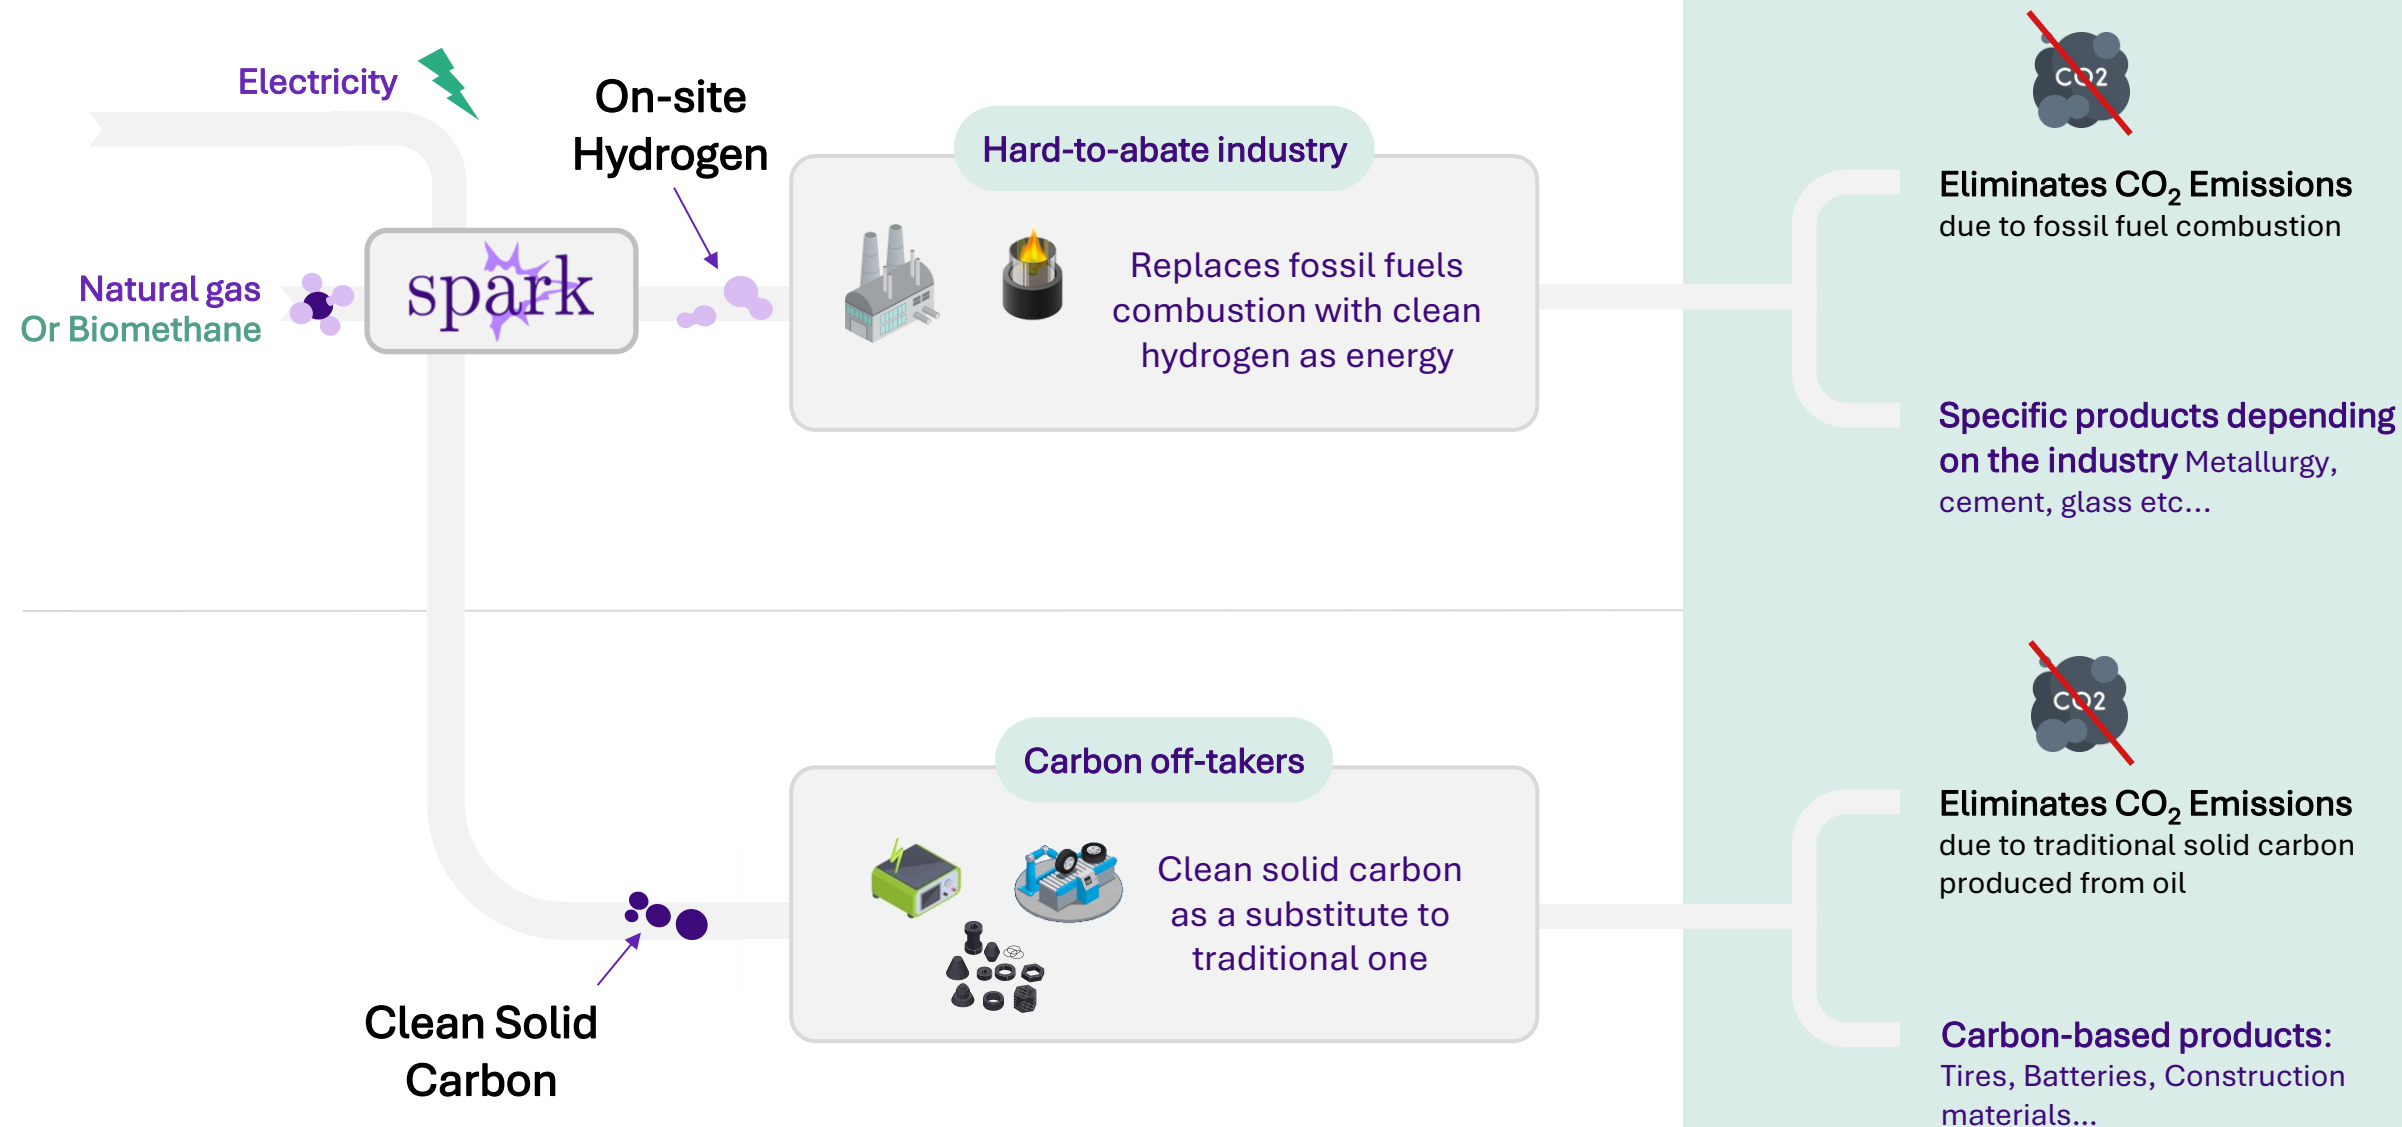 Electricity
On-site
Hydrogen
Natural gas
Or Biomethane
spark
Hard-to-abate industry
Replaces fossil fuels
combustion with clean
hydrogen as energy
CO2
Eliminates CO₂ Emissions
due to fossil fuel combustion
Specific products depending
on the industry Metallurgy,
cement, glass etc...
Clean Solid
Carbon
Carbon off-takers
Clean solid carbon
as a substitute to
traditional one
CO2
Eliminates CO₂ Emissions
due to traditional solid carbon
produced from oil
Carbon-based products:
Tires, Batteries, Construction
materials...